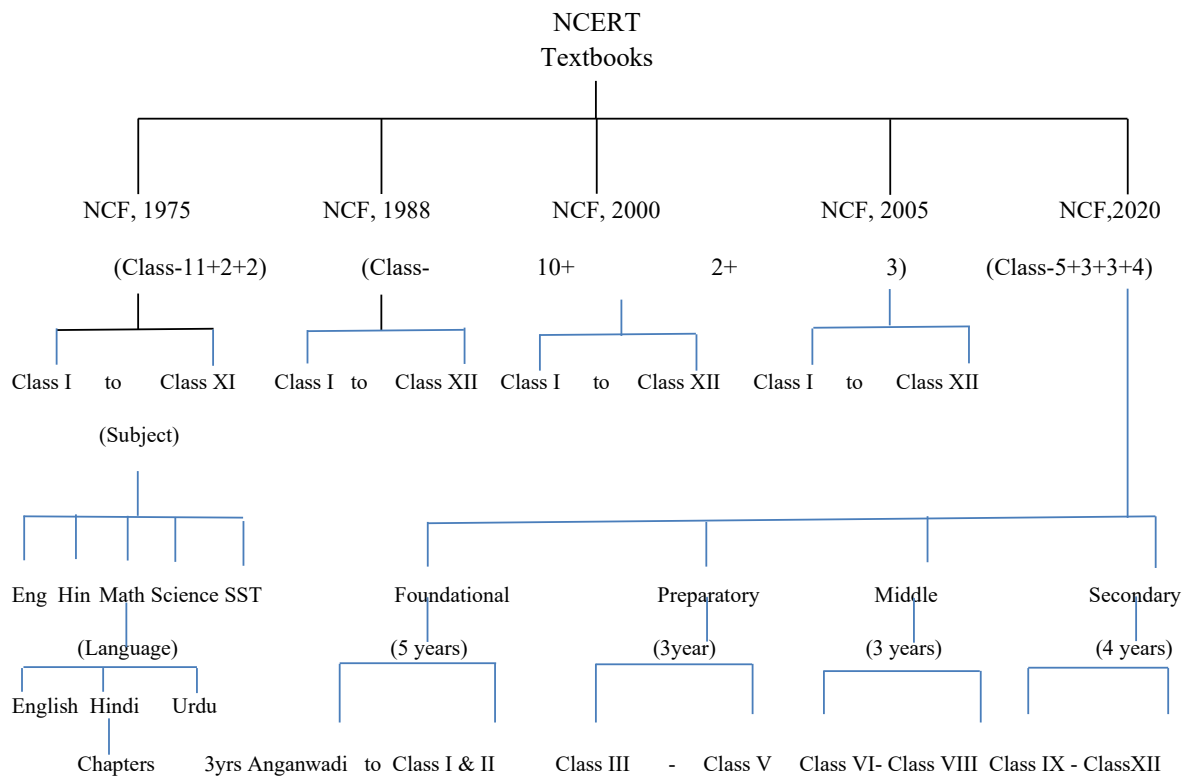 NCERT
Textbooks
NCF, 1975 NCF, 1988 NCF, 2000 NCF, 2005 NCF,2020
(Class-11+2+2) (Class- 10+ 2+ 3) (Class-5+3+3+4)
Class I to Class XI Class I to Class XII Class I to Class XII Class I to Class XII
(Subject)
Eng Hin Math Science SST Foundational Preparatory Middle Secondary
(Language) (5 years) (3year) (3 years) (4 years)
English Hindi Urdu
Chapters 3yrs Anganwadi to Class I & II Class III - Class V Class VI- Class VIII Class IX - ClassXII